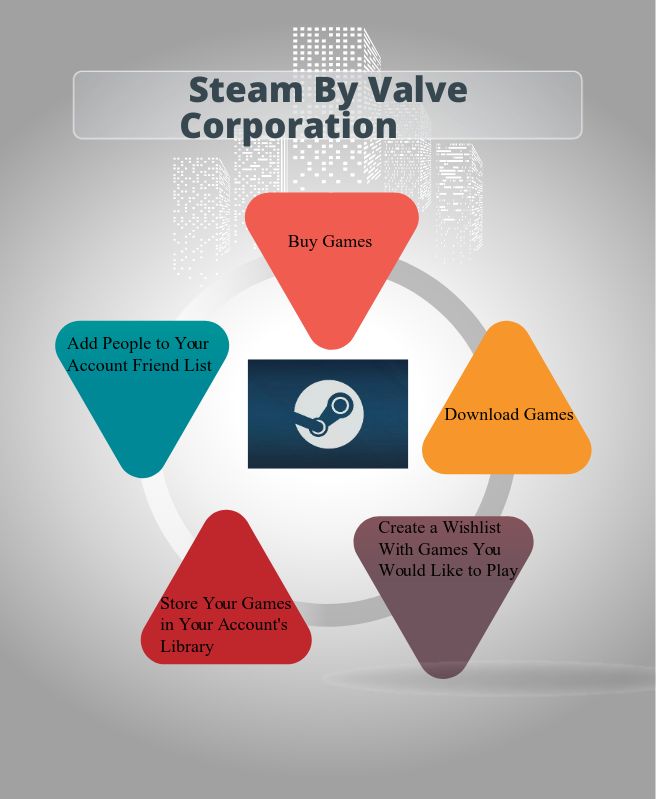 Steam By Valve
Corporation
Buy Games
Add People to Your
Account Friend List
Download Games
Create a Wishlist
With Games You
Would Like to Play
Store Your Games
in Your Account's
Library